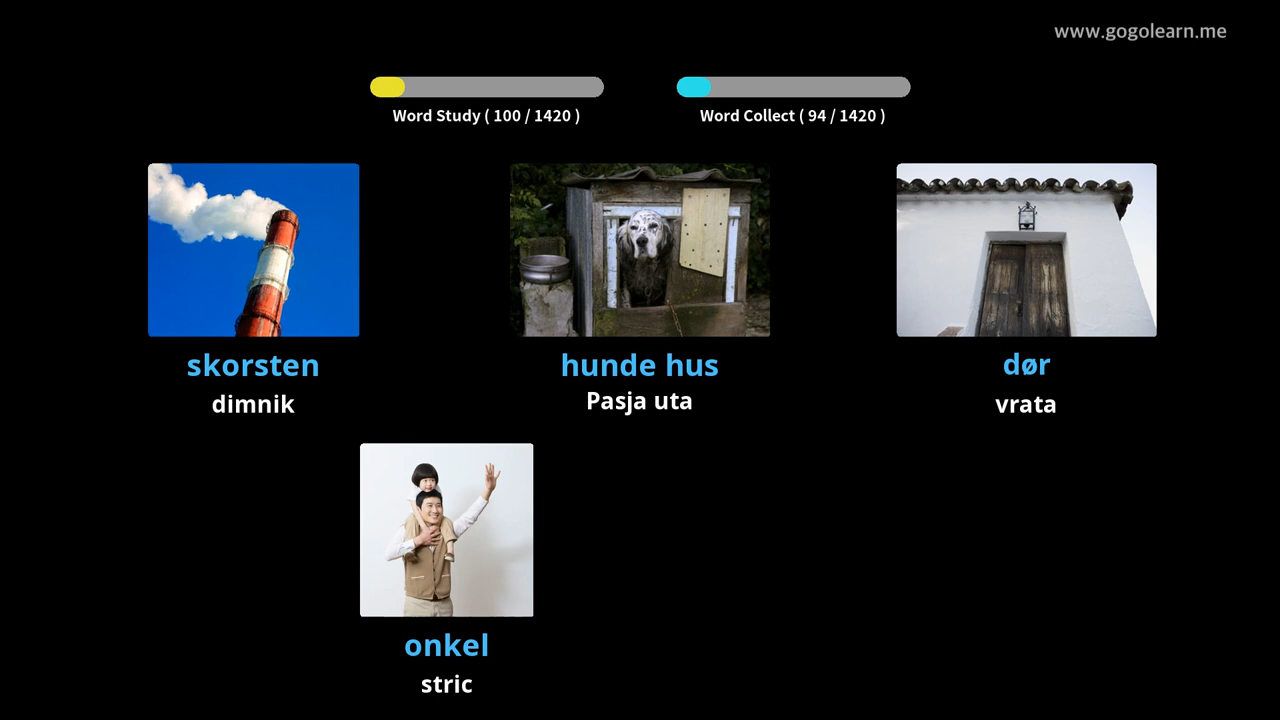 www.gogolearn.me
Word Study ( 100 / 1420 )
Word Collect ( 94 / 1420 )
skorsten
dimnik
hunde hus
Pasja uta
dør
vrata
onkel
stric